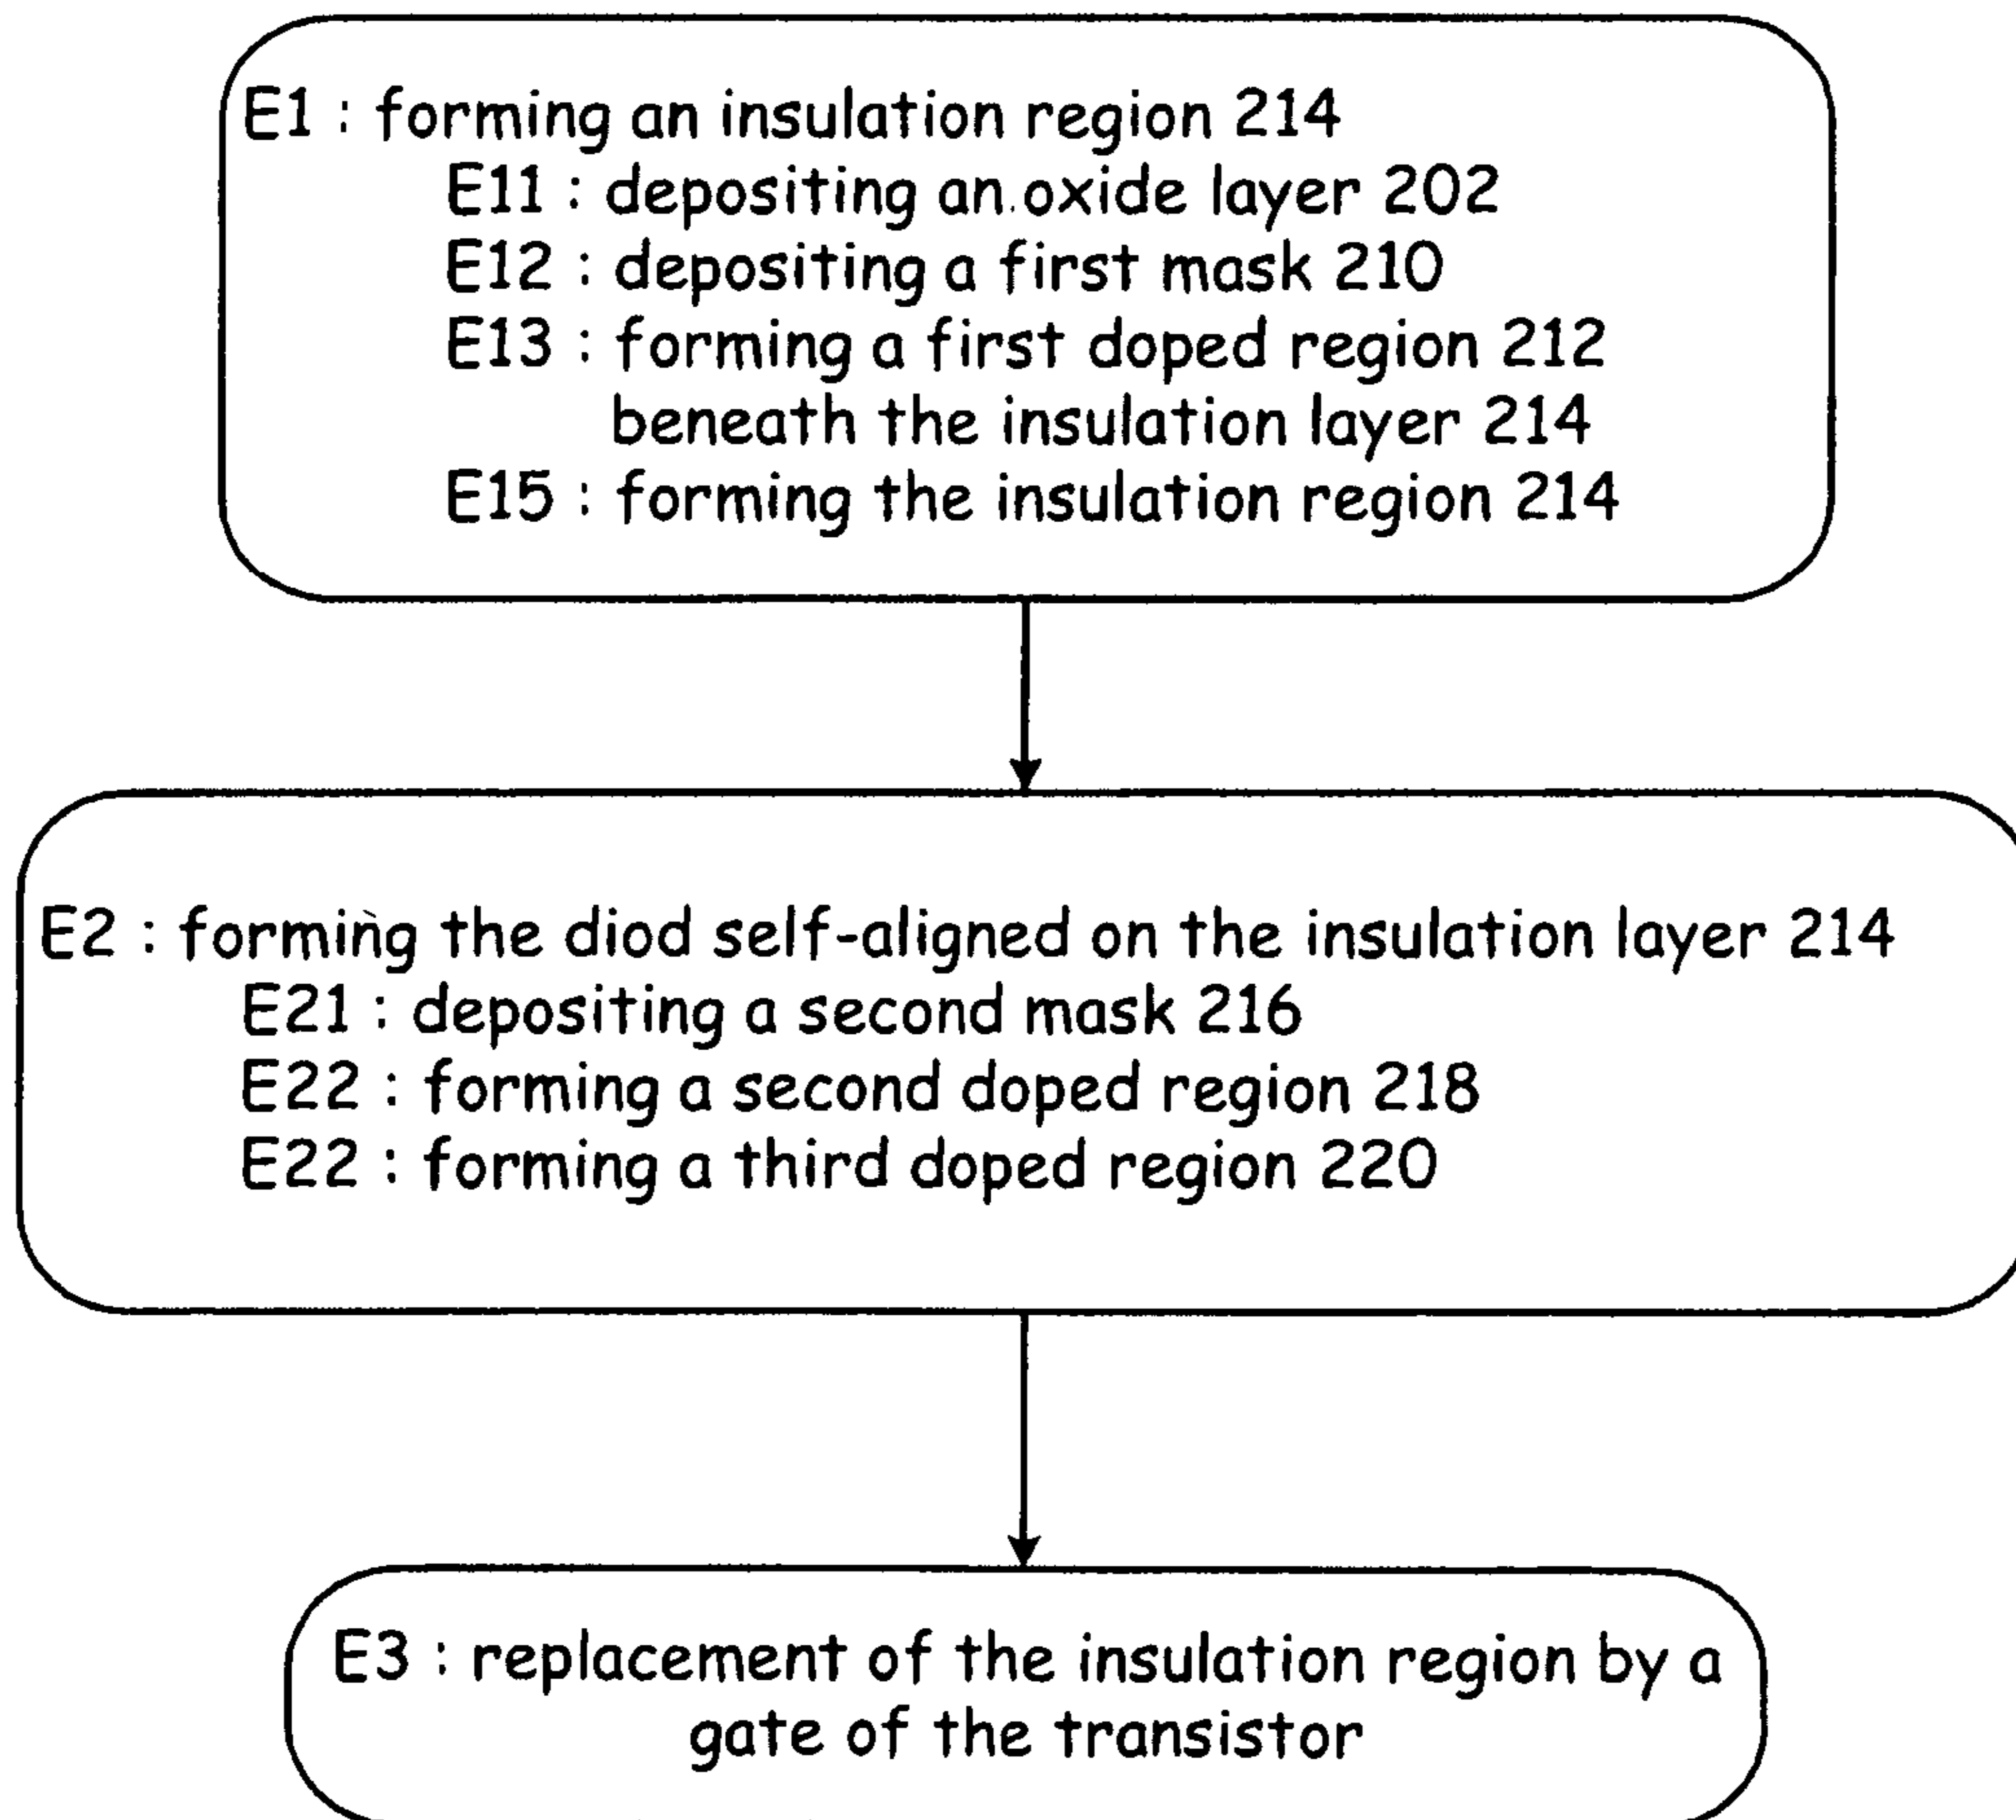 E1 : forming an insulation region 214
E11 : depositing an oxide layer 202
E12 : depositing a first mask 210
E13 : forming a first doped region 212
beneath the insulation layer 214
E15 : forming the insulation region 214
E2 : forming the diod self-aligned on the insulation layer 214
E21 : depositing a second mask 216
E22 : forming a second doped region 218
E22 : forming a third doped region 220
E3 : replacement of the insulation region by a
gate of the transistor